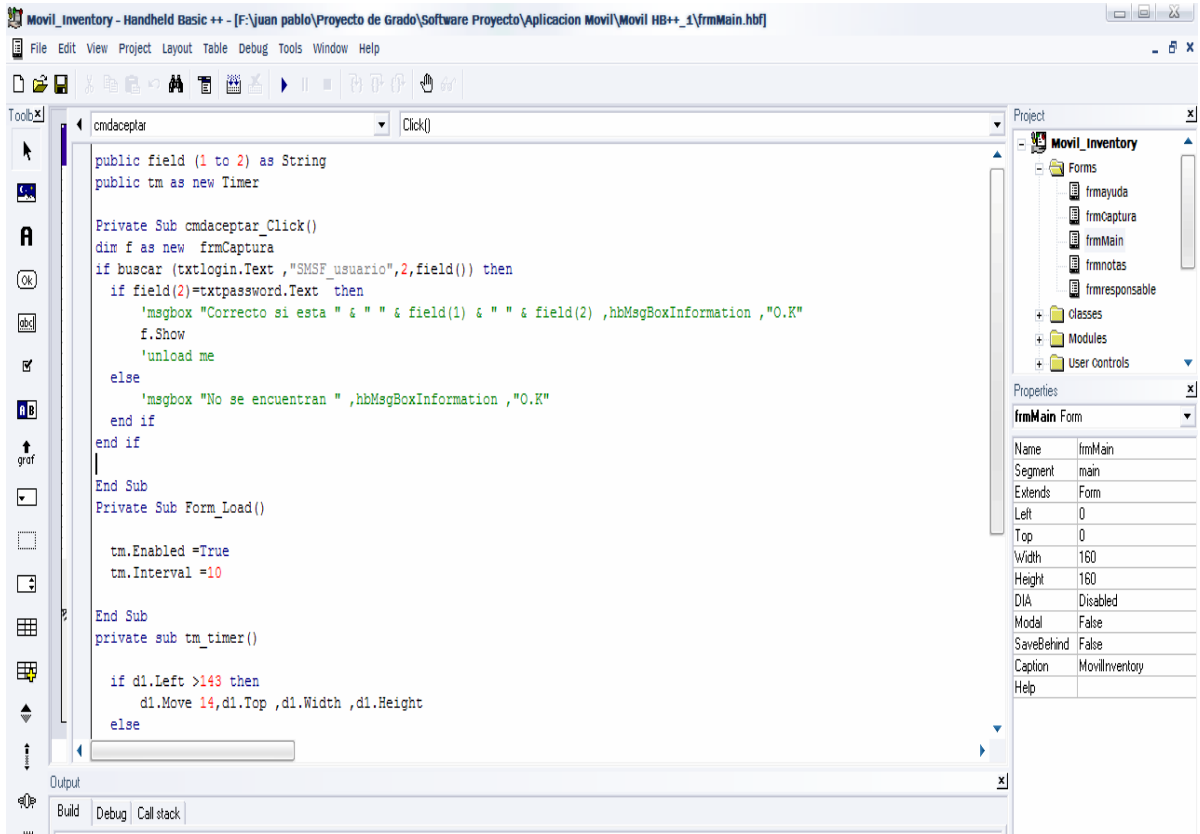 Movil_Inventory - Handheld Basic ++ - [F:\juan pablo\Proyecto de Grado\Software Proyecto\Aplicacion Movil\Movil HB++_1\frmMain.hbf]
File Edit View Project Layout Table Debug Tools Window Help
Toolb
cmdaceptar
Click()
public field (1 to 2) as String
public tm as new Timer
Private Sub cmdaceptar_Click()
dim f as new frmCaptura
if buscar (txtlogin.Text ,"SMSF_usuario",2,field()) then
if field(2)=txtpassword.Text then
'msgbox "Correcto si esta " & " " & field(1) & " " & field(2) ,hbMsgBoxInformation ,"O.K"
f.Show
'unload me
else
'msgbox "No se encuentran " ,hbMsgBoxInformation ,"O.K"
end if
end if
End Sub
Private Sub Form_Load()
tm.Enabled =True
tm.Interval =10
End Sub
private sub tm_timer()
if d1.Left >143 then
d1.Move 14,d1.Top ,d1.Width ,d1.Height
else
A
Ok
abc
A B
graf
Output
Build Debug Call stack
Project
Movil_Inventory
Forms
frmayuda
frmCaptura
frmMain
frmnotas
frmresponsable
Classes
Modules
User Controls
Properties
frmMain Form
Name frmMain
Segment main
Extends Form
Left 0
Top 0
Width 160
Height 160
DIA Disabled
Modal False
SaveBehind False
Caption MovilInventory
Help